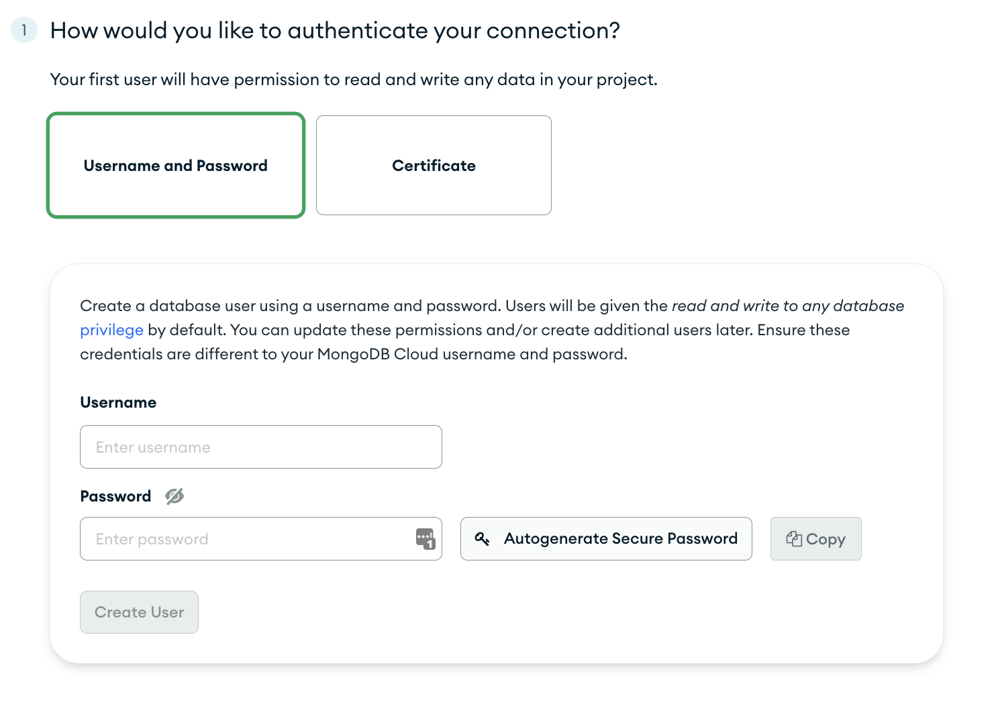 1 How would you like to authenticate your connection?
Your first user will have permission to read and write any data in your project.
Username and Password Certificate
Create a database user using a username and password. Users will be given the read and write to any database
privilege by default. You can update these permissions and/or create additional users later. Ensure these
credentials are different to your MongoDB Cloud username and password.
Username
Enter username
Password
Enter password 1 Autogenerate Secure Password Copy
Create User